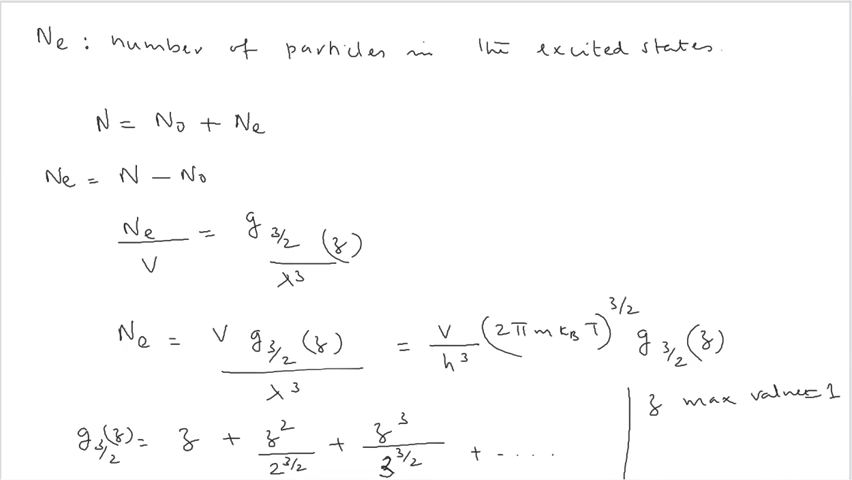 Ne : number of particles in the excited states.
N = N₀ + Ne
Ne = N – N₀
Ne/V = g₃/₂(z)/λ³
Ne = V g₃/₂(z)/λ³ = V/h³ (2πmk_BT)^3/2 g₃/₂(z)
z max value = 1
g₃/₂(z) = z + z²/2^3/2 + z³/3^3/2 + - . . . .